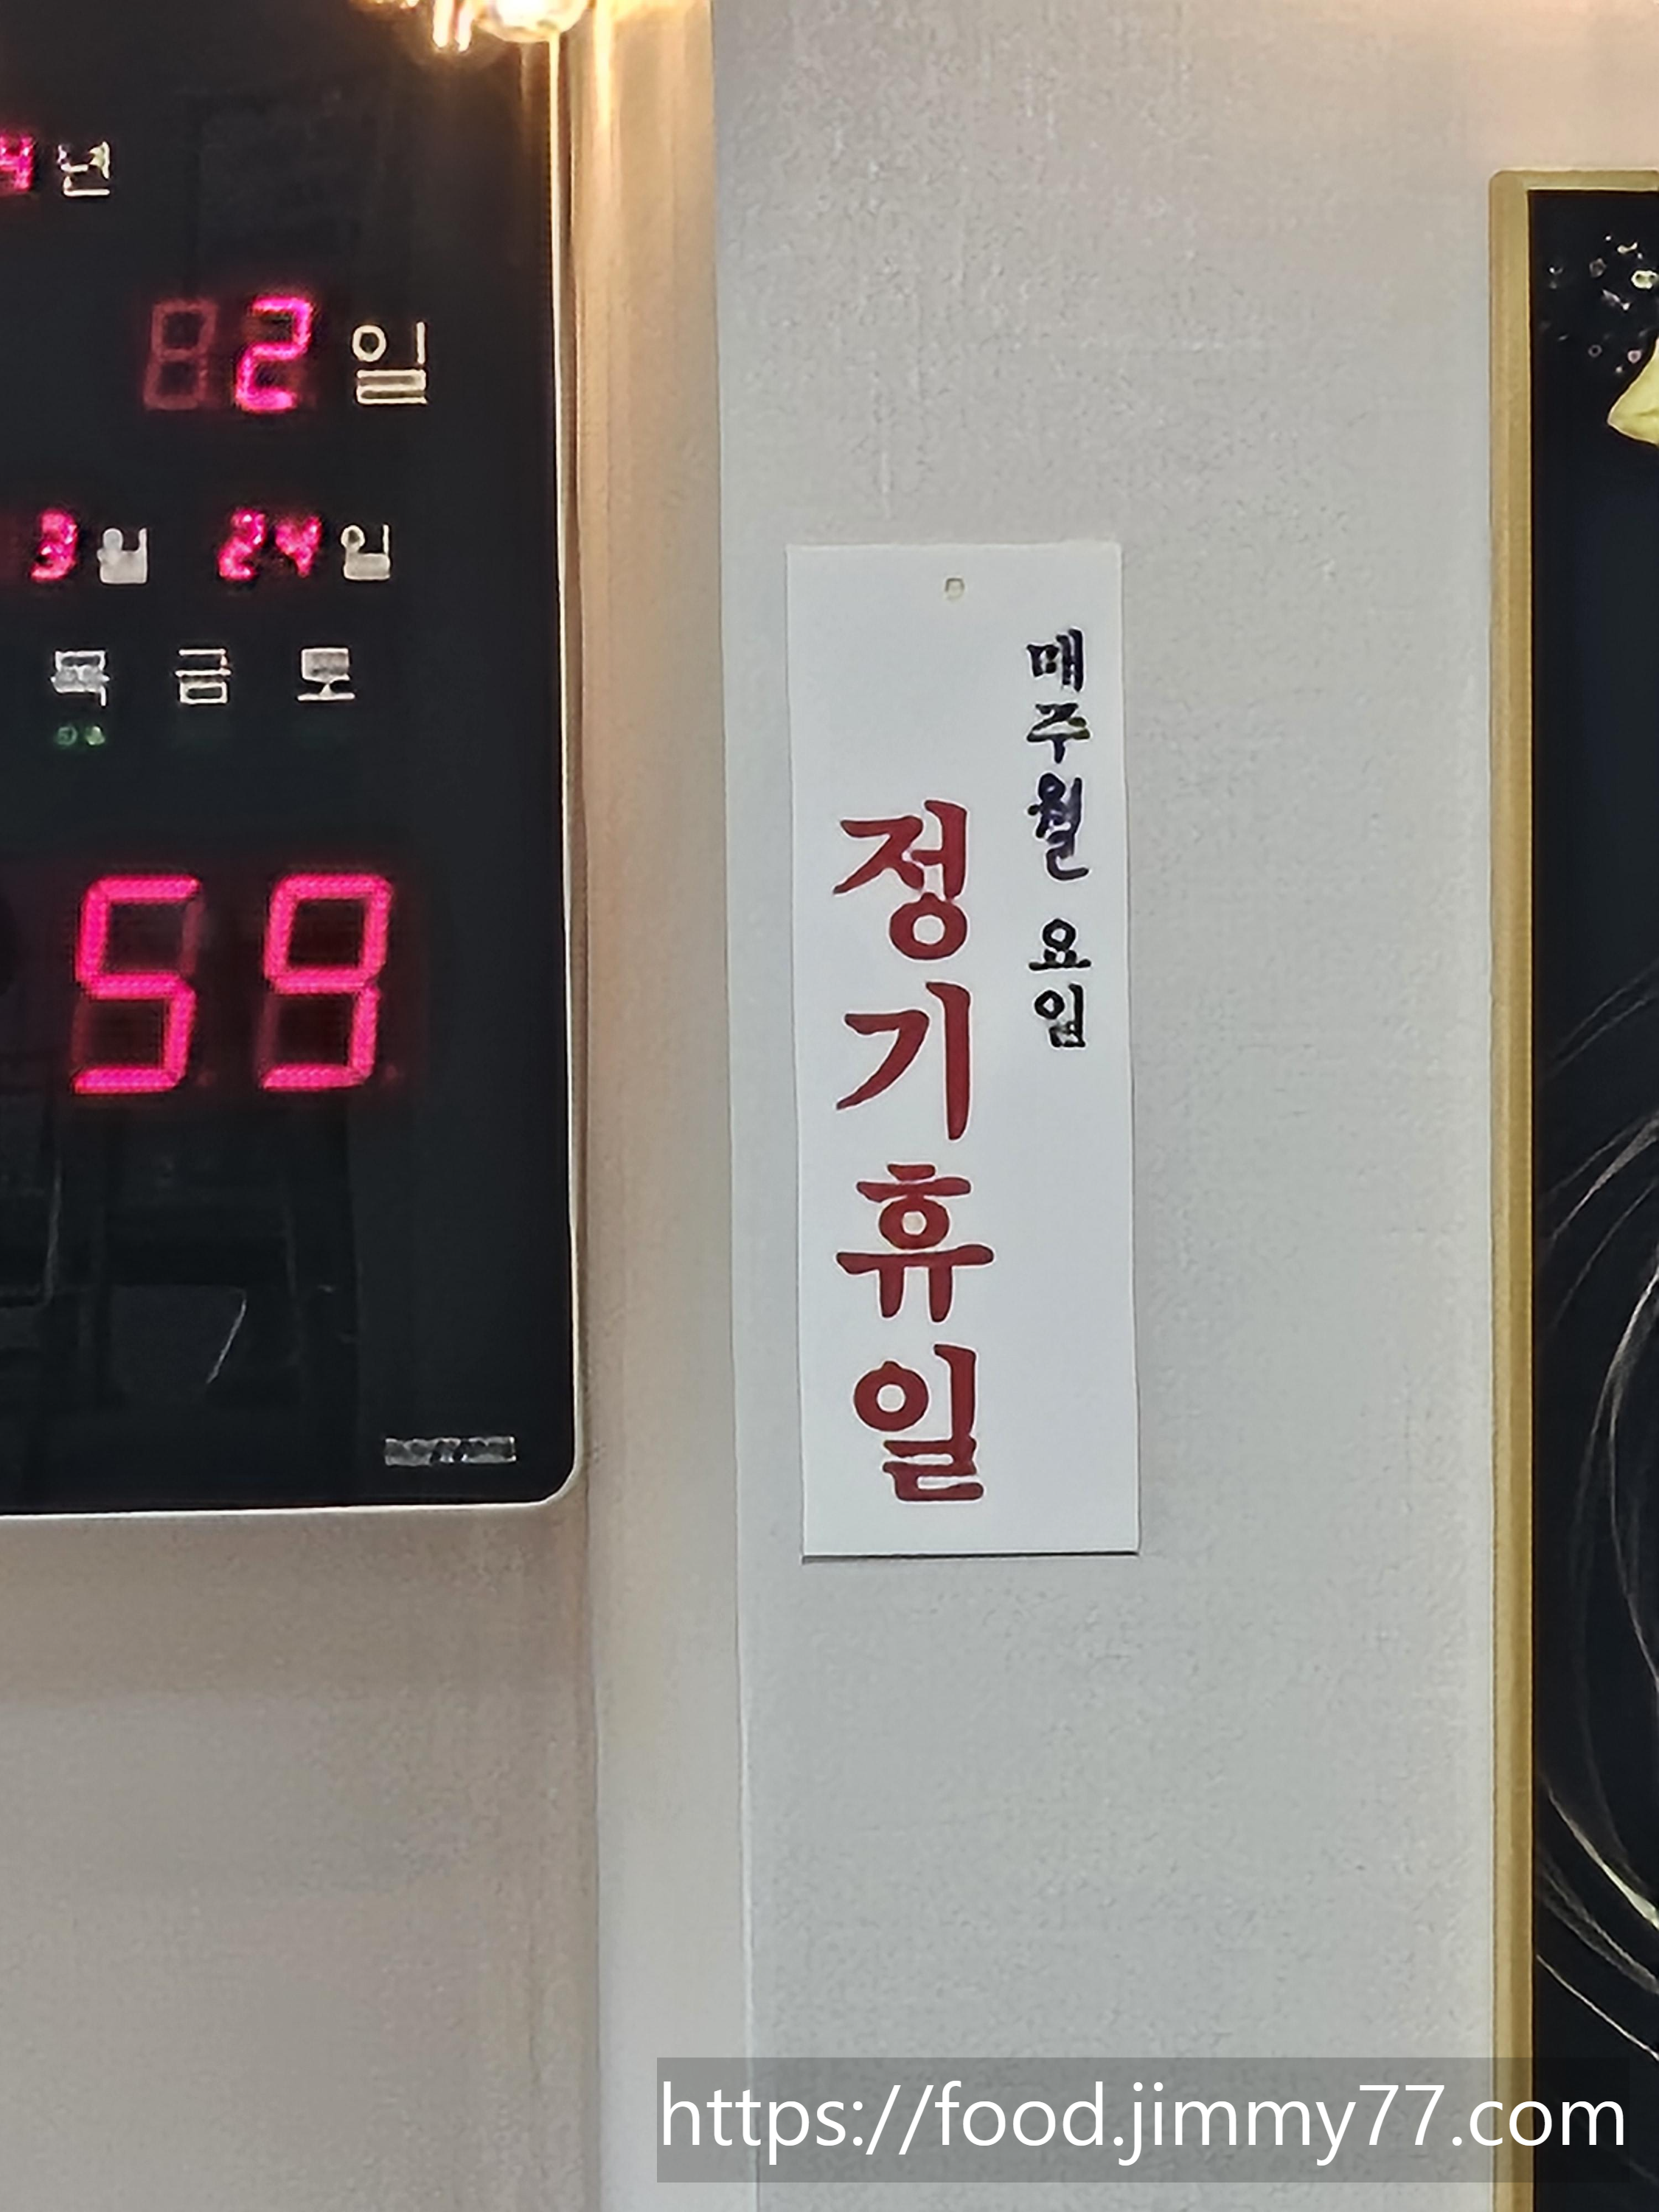 4년
2일
3월 24일
목 금 토
59
매주월요일
정기휴일
https://food.jimmy77.com